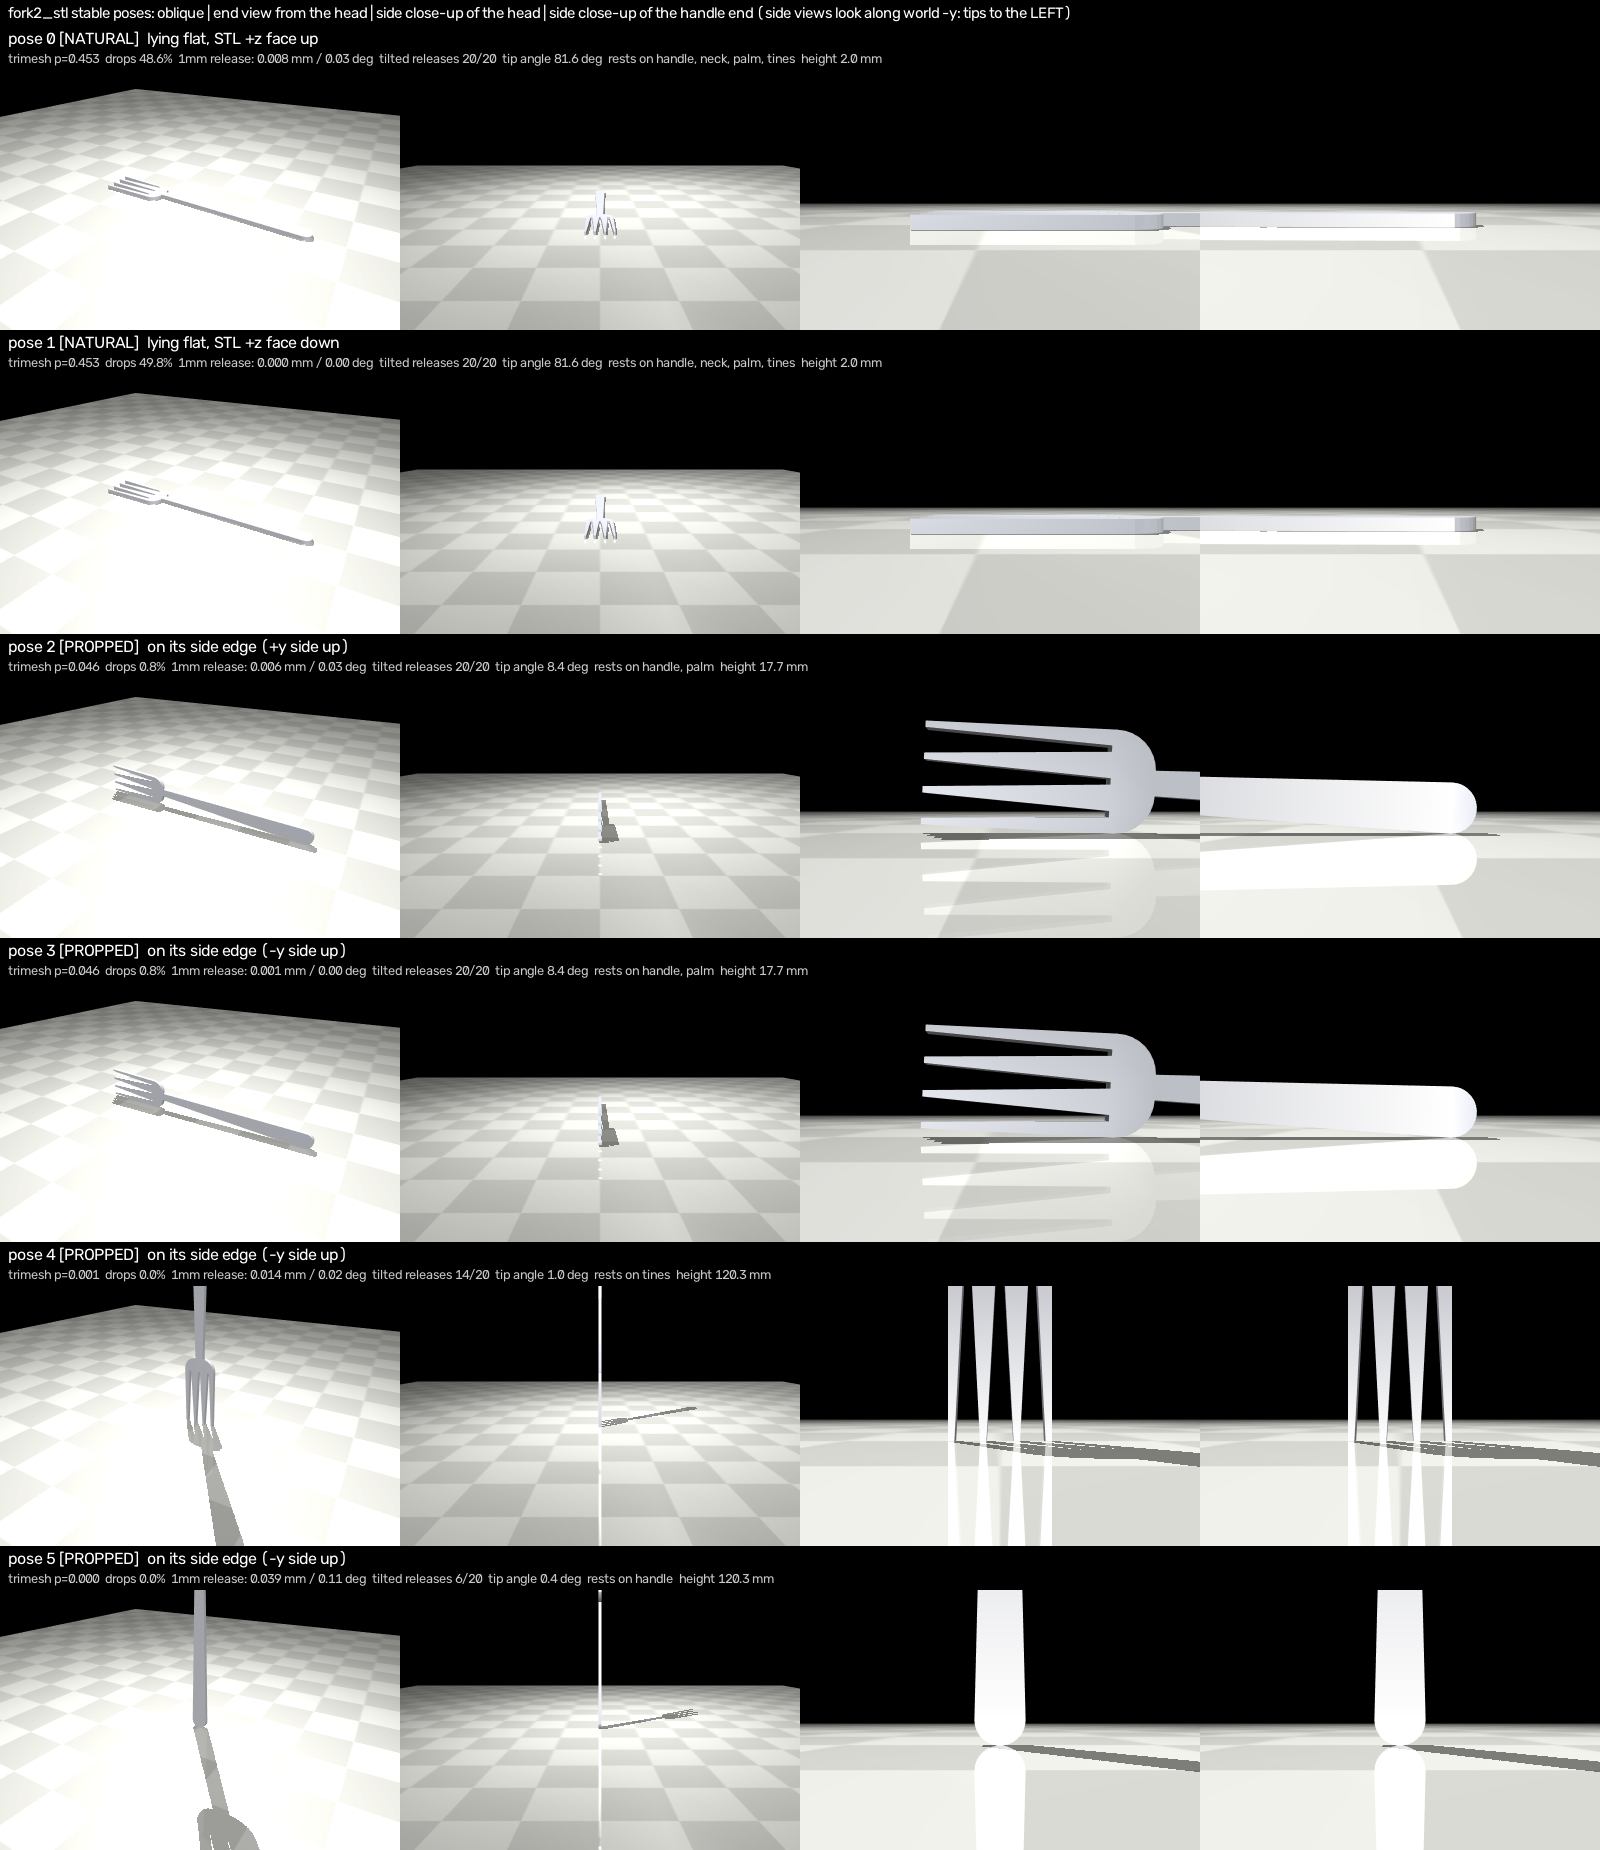 fork2_stl stable poses: oblique | end view from the head | side close-up of the head | side close-up of the handle end (side views look along world -y: tips to the LEFT)
pose 0 [NATURAL] lying flat, STL +z face up
trimesh p=0.453 drops 48.6% 1mm release: 0.008 mm / 0.03 deg tilted releases 20/20 tip angle 81.6 deg rests on handle, neck, palm, tines height 2.0 mm
pose 1 [NATURAL] lying flat, STL +z face down
trimesh p=0.453 drops 49.8% 1mm release: 0.000 mm / 0.00 deg tilted releases 20/20 tip angle 81.6 deg rests on handle, neck, palm, tines height 2.0 mm
pose 2 [PROPPED] on its side edge (+y side up)
trimesh p=0.046 drops 0.8% 1mm release: 0.006 mm / 0.03 deg tilted releases 20/20 tip angle 8.4 deg rests on handle, palm height 17.7 mm
pose 3 [PROPPED] on its side edge (-y side up)
trimesh p=0.046 drops 0.8% 1mm release: 0.001 mm / 0.00 deg tilted releases 20/20 tip angle 8.4 deg rests on handle, palm height 17.7 mm
pose 4 [PROPPED] on its side edge (-y side up)
trimesh p=0.001 drops 0.0% 1mm release: 0.014 mm / 0.02 deg tilted releases 14/20 tip angle 1.0 deg rests on tines height 120.3 mm
pose 5 [PROPPED] on its side edge (-y side up)
trimesh p=0.000 drops 0.0% 1mm release: 0.039 mm / 0.11 deg tilted releases 6/20 tip angle 0.4 deg rests on handle height 120.3 mm